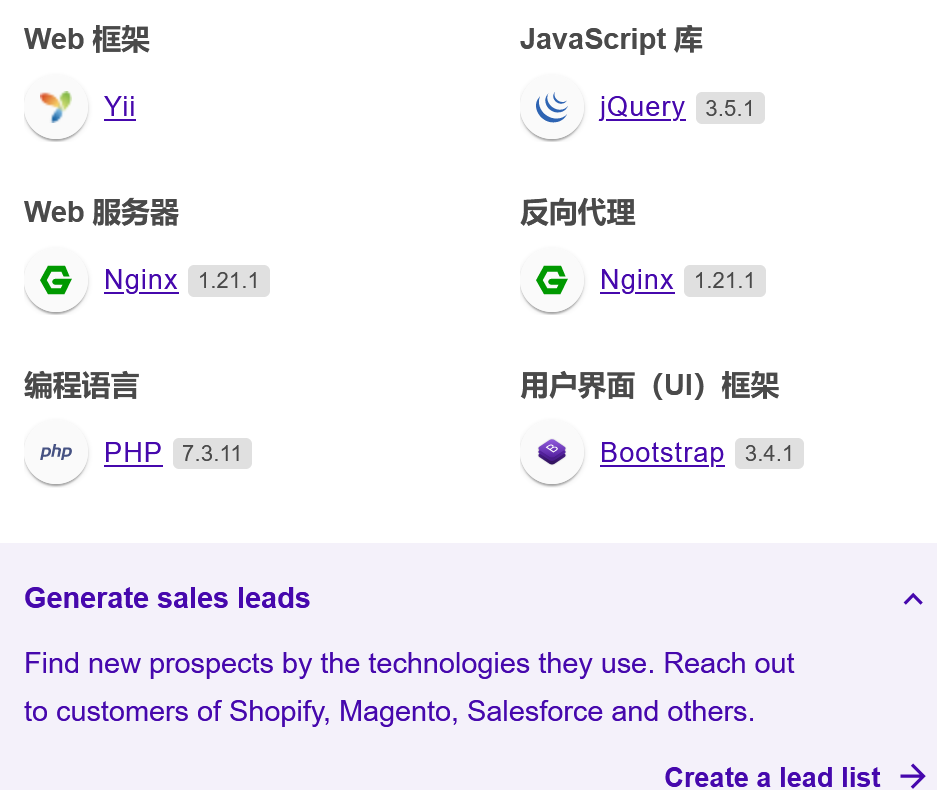 Web 框架
JavaScript 库
Yii
jQuery 3.5.1
Web 服务器
反向代理
Nginx 1.21.1
Nginx 1.21.1
编程语言
用户界面（UI）框架
php PHP 7.3.11
B Bootstrap 3.4.1
Generate sales leads
Find new prospects by the technologies they use. Reach out
to customers of Shopify, Magento, Salesforce and others.
Create a lead list